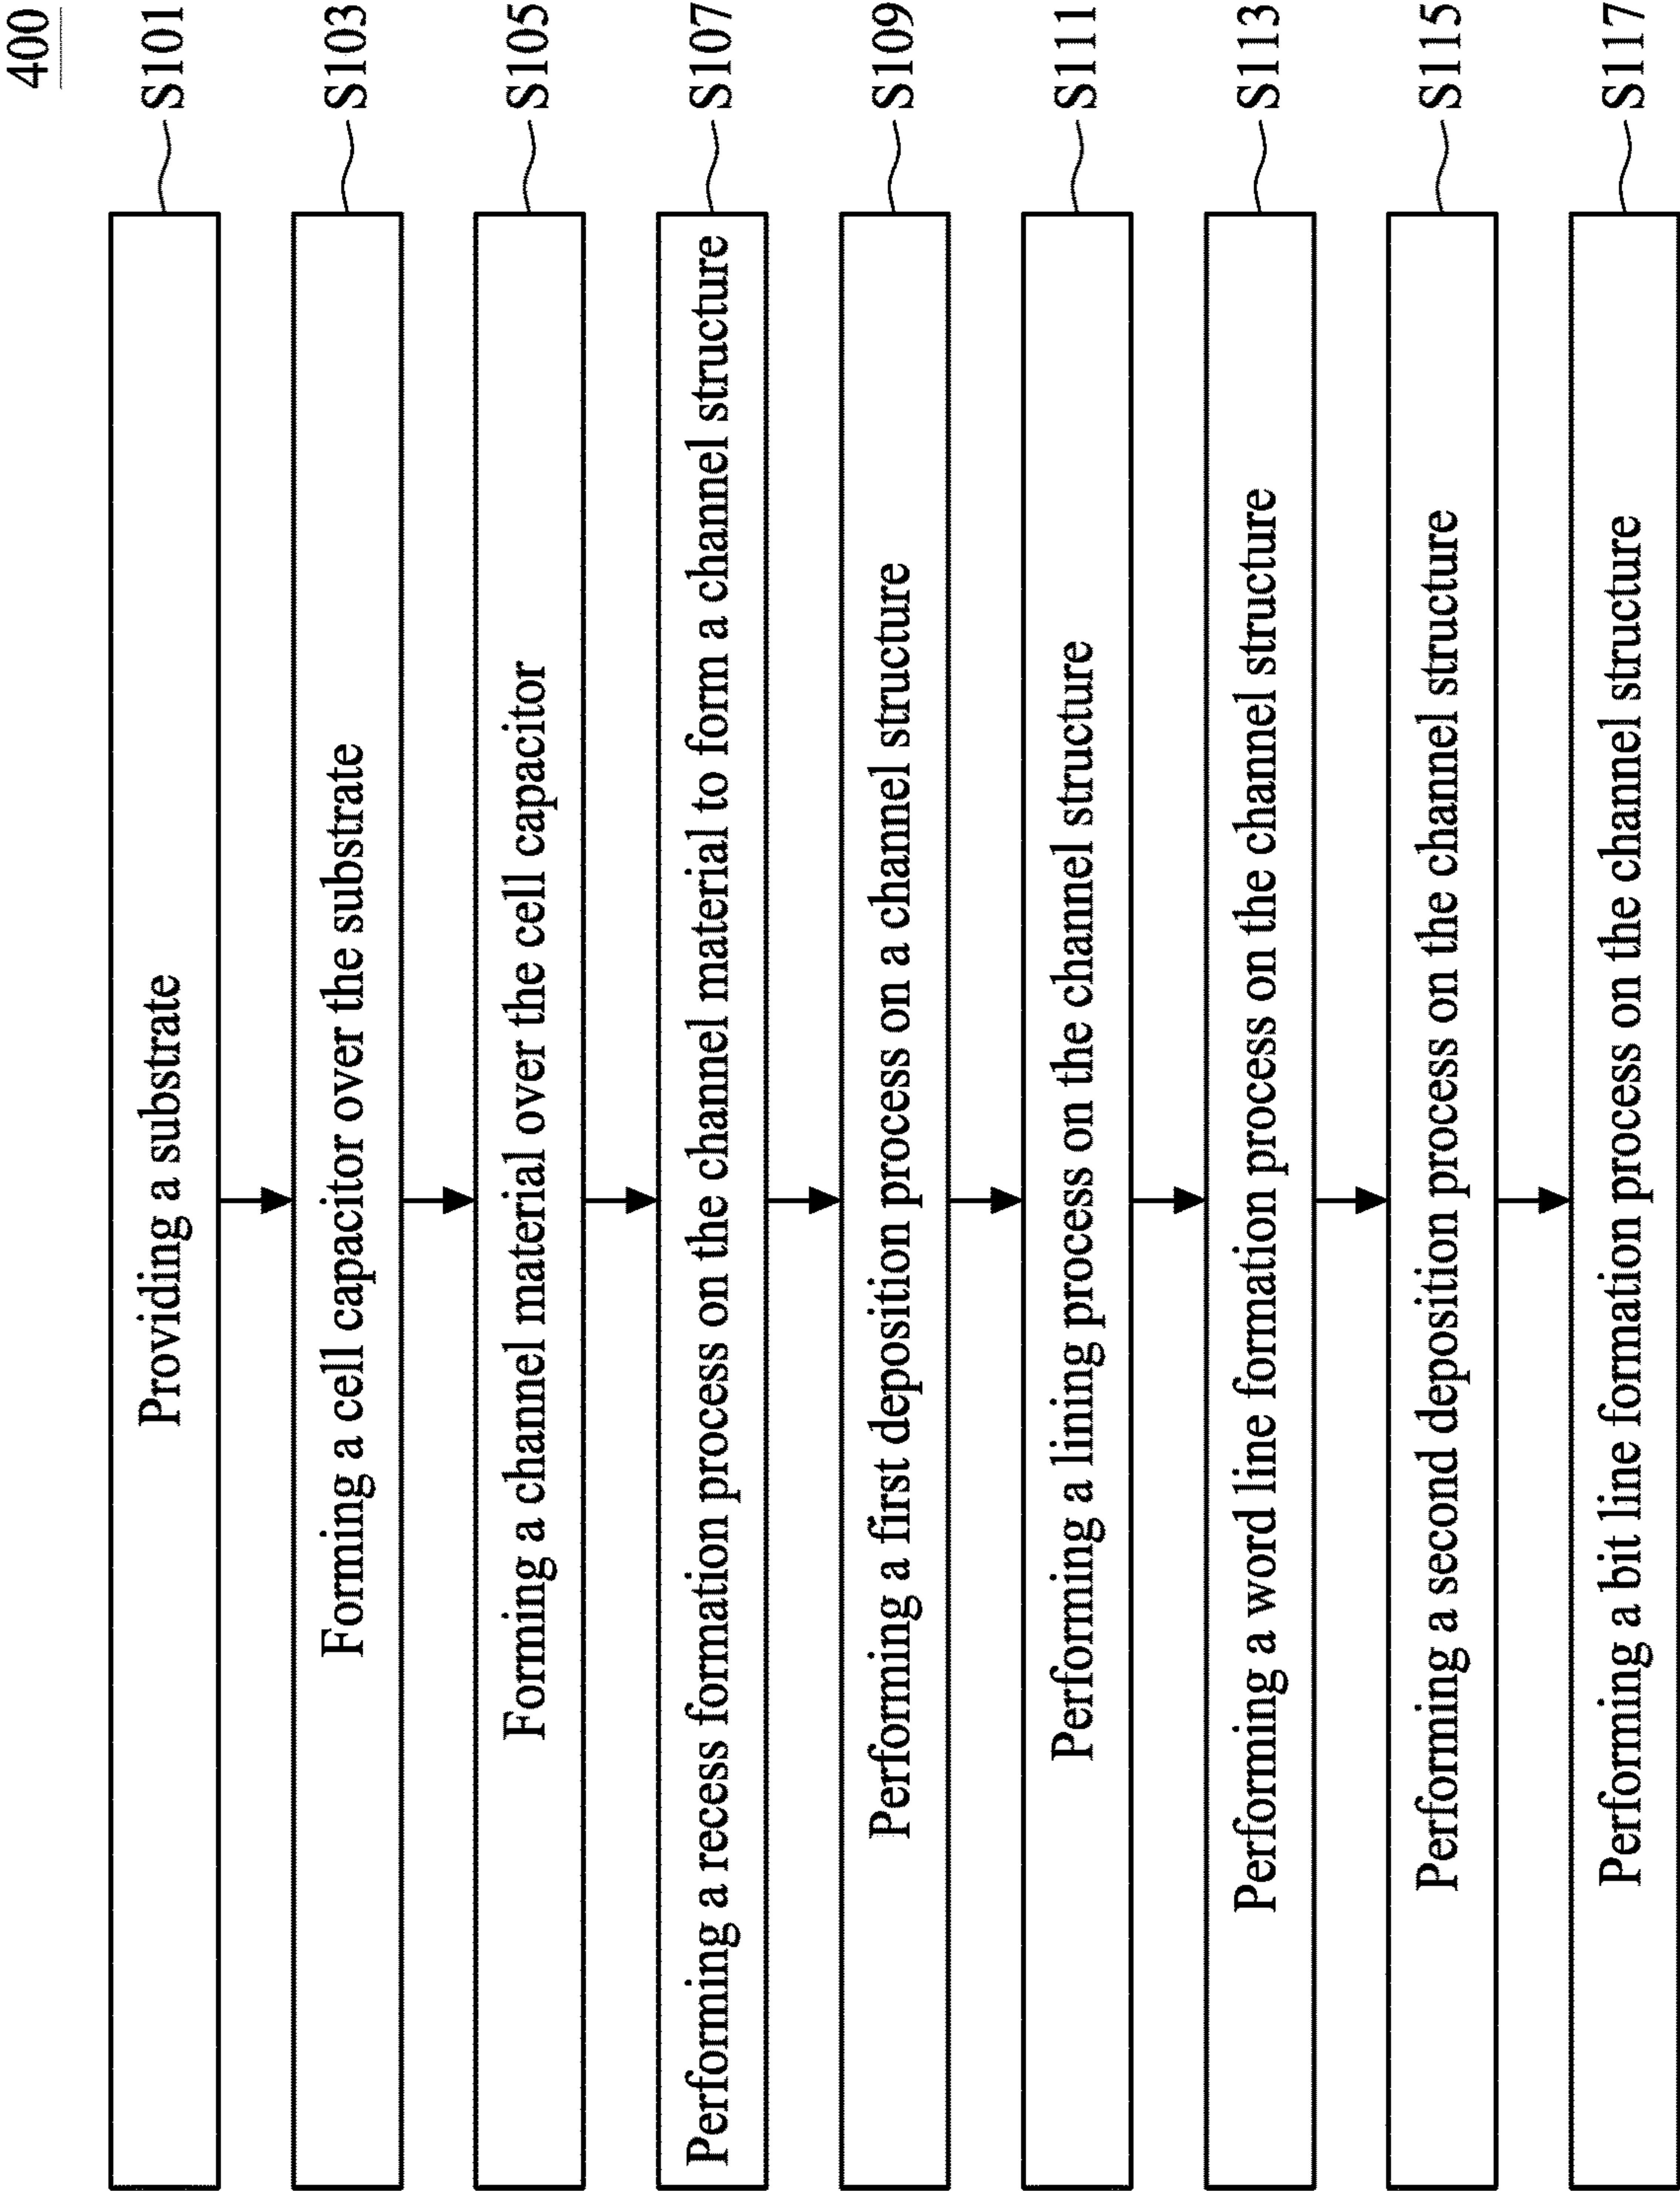 400
Providing a substrate
S101
Forming a cell capacitor over the substrate
S103
Forming a channel material over the cell capacitor
S105
Performing a recess formation process on the channel material to form a channel structure
S107
Performing a first deposition process on a channel structure
S109
Performing a lining process on the channel structure
S111
Performing a word line formation process on the channel structure
S113
Performing a second deposition process on the channel structure
S115
Performing a bit line formation process on the channel structure
S117